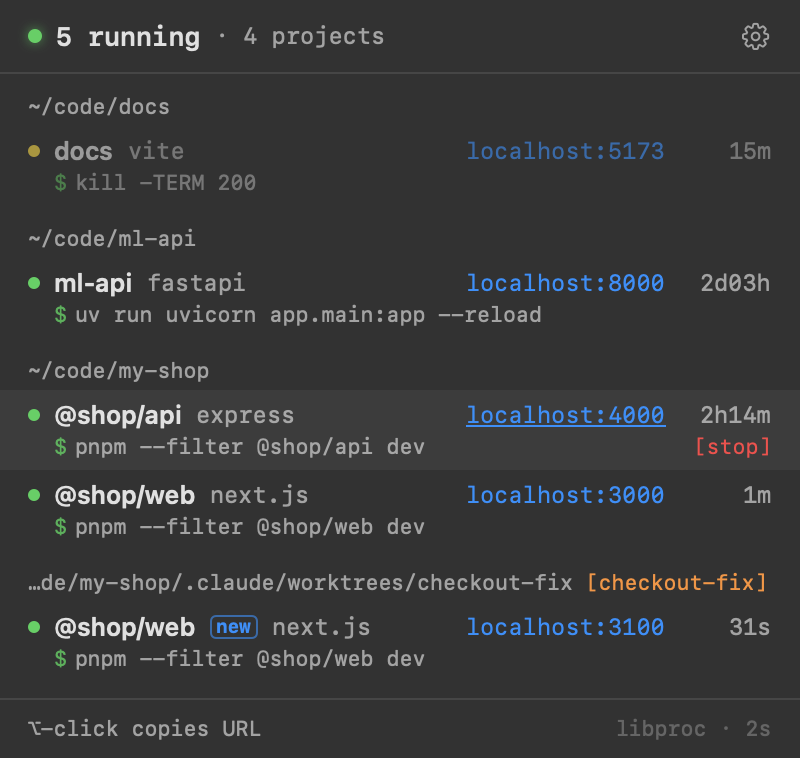 5 running · 4 projects
~/code/docs
docs vite localhost:5173 15m
$ kill -TERM 200
~/code/ml-api
ml-api fastapi localhost:8000 2d03h
$ uv run uvicorn app.main:app --reload
~/code/my-shop
@shop/api express localhost:4000 2h14m
$ pnpm --filter @shop/api dev [stop]
@shop/web next.js localhost:3000 1m
$ pnpm --filter @shop/web dev
…de/my-shop/.claude/worktrees/checkout-fix [checkout-fix]
@shop/web new next.js localhost:3100 31s
$ pnpm --filter @shop/web dev
⌥-click copies URL libproc · 2s